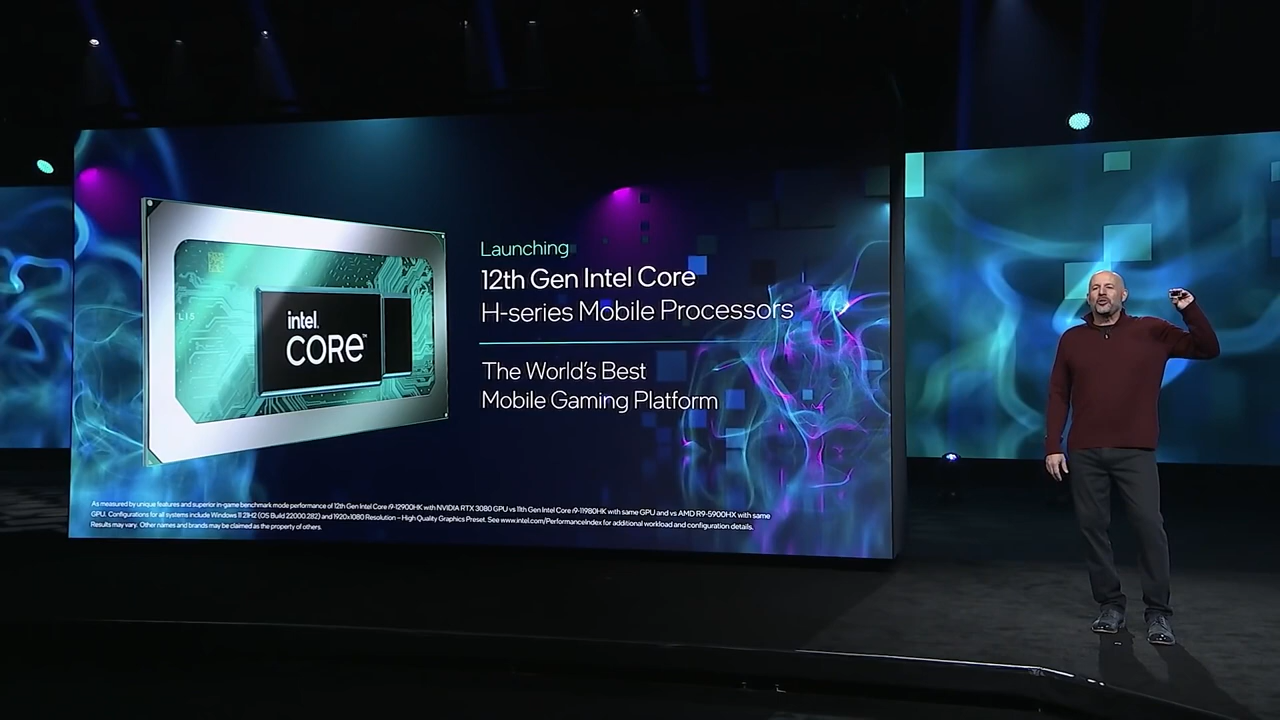 intel.
CORE™
Launching
12th Gen Intel Core
H-series Mobile Processors
The World's Best
Mobile Gaming Platform
As measured by unique features and superior in-game benchmark mode performance of 12th Gen Intel Core i9-12900HK with NVIDIA RTX 3080 GPU vs 11th Gen Intel Core i9-11980HK with same GPU and vs AMD R9-5900HX with same
GPU. Configurations for all systems include Windows 11 21H2 (OS Build 22000.282) and 1920x1080 Resolution – High Quality Graphics Preset. See www.intel.com/PerformanceIndex for additional workload and configuration details.
Results may vary. Other names and brands may be claimed as the property of others.